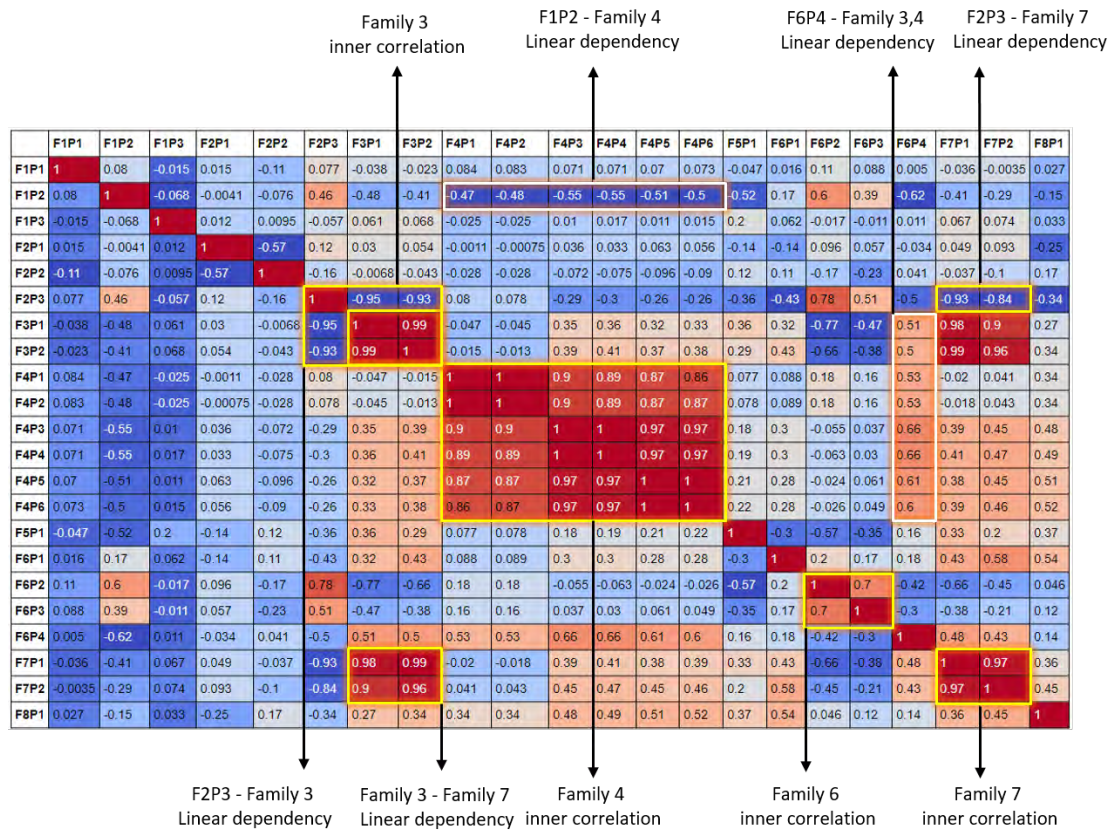 Family 3
inner correlation
F1P2 - Family 4
Linear dependency
F6P4 - Family 3,4
Linear dependency
F2P3 - Family 7
Linear dependency
F1P1 F1P2 F1P3 F2P1 F2P2 F2P3 F3P1 F3P2 F4P1 F4P2 F4P3 F4P4 F4P5 F4P6 F5P1 F6P1 F6P2 F6P3 F6P4 F7P1 F7P2 F8P1
F1P1 1 0.08 -0.015 0.015 -0.11 0.077 -0.038 -0.023 0.084 0.083 0.071 0.071 0.07 0.073 -0.047 0.016 0.11 0.088 0.005 -0.036 -0.0035 0.027
F1P2 0.08 1 -0.068 -0.0041 -0.076 0.46 -0.48 -0.41 -0.47 -0.48 -0.55 -0.55 -0.51 -0.5 -0.52 0.17 0.6 0.39 -0.62 -0.41 -0.29 -0.15
F1P3 -0.015 -0.068 1 0.012 0.0095 -0.057 0.061 0.068 -0.025 -0.025 0.01 0.017 0.011 0.015 0.2 0.062 -0.017 -0.011 0.011 0.067 0.074 0.033
F2P1 0.015 -0.0041 0.012 1 -0.57 0.12 0.03 0.054 -0.0011 -0.00075 0.036 0.033 0.063 0.056 -0.14 -0.14 0.096 0.057 -0.034 0.049 0.093 -0.25
F2P2 -0.11 -0.076 0.0095 -0.57 1 -0.16 -0.0068 -0.043 -0.028 -0.028 -0.072 -0.075 -0.096 -0.09 0.12 0.11 -0.17 -0.23 0.041 -0.037 -0.1 0.17
F2P3 0.077 0.46 -0.057 0.12 -0.16 1 -0.95 -0.93 0.08 0.078 -0.29 -0.3 -0.26 -0.26 -0.36 -0.43 0.78 0.51 -0.5 -0.93 -0.84 -0.34
F3P1 -0.038 -0.48 0.061 0.03 -0.0068 -0.95 1 0.99 -0.047 -0.045 0.35 0.36 0.32 0.33 0.36 0.32 -0.77 -0.47 0.51 0.98 0.9 0.27
F3P2 -0.023 -0.41 0.068 0.054 -0.043 -0.93 0.99 1 -0.015 -0.013 0.39 0.41 0.37 0.38 0.29 0.43 -0.66 -0.38 0.5 0.99 0.96 0.34
F4P1 0.084 -0.47 -0.025 -0.0011 -0.028 0.08 -0.047 -0.015 1 1 0.9 0.89 0.87 0.86 0.077 0.088 0.18 0.16 0.53 -0.02 0.041 0.34
F4P2 0.083 -0.48 -0.025 -0.00075 -0.028 0.078 -0.045 -0.013 1 1 0.9 0.89 0.87 0.87 0.078 0.089 0.18 0.16 0.53 -0.018 0.043 0.34
F4P3 0.071 -0.55 0.01 0.036 -0.072 -0.29 0.35 0.39 0.9 0.9 1 1 0.97 0.97 0.18 0.3 -0.055 0.037 0.66 0.39 0.45 0.48
F4P4 0.071 -0.55 0.017 0.033 -0.075 -0.3 0.36 0.41 0.89 0.89 1 1 0.97 0.97 0.19 0.3 -0.063 0.03 0.66 0.41 0.47 0.49
F4P5 0.07 -0.51 0.011 0.063 -0.096 -0.26 0.32 0.37 0.87 0.87 0.97 0.97 1 1 0.21 0.28 -0.024 0.061 0.61 0.38 0.45 0.51
F4P6 0.073 -0.5 0.015 0.056 -0.09 -0.26 0.33 0.38 0.86 0.87 0.97 0.97 1 1 0.22 0.28 -0.026 0.049 0.6 0.39 0.46 0.52
F5P1 -0.047 -0.52 0.2 -0.14 0.12 -0.36 0.36 0.29 0.077 0.078 0.18 0.19 0.21 0.22 1 -0.3 -0.57 -0.35 0.16 0.33 0.2 0.37
F6P1 0.016 0.17 0.062 -0.14 0.11 -0.43 0.32 0.43 0.088 0.089 0.3 0.3 0.28 0.28 -0.3 1 0.2 0.17 0.18 0.43 0.58 0.54
F6P2 0.11 0.6 -0.017 0.096 -0.17 0.78 -0.77 -0.66 0.18 0.18 -0.055 -0.063 -0.024 -0.026 -0.57 0.2 1 0.7 -0.42 -0.66 -0.45 0.046
F6P3 0.088 0.39 -0.011 0.057 -0.23 0.51 -0.47 -0.38 0.16 0.16 0.037 0.03 0.061 0.049 -0.35 0.17 0.7 1 -0.3 -0.38 -0.21 0.12
F6P4 0.005 -0.62 0.011 -0.034 0.041 -0.5 0.51 0.5 0.53 0.53 0.66 0.66 0.61 0.6 0.16 0.18 -0.42 -0.3 1 0.48 0.43 0.14
F7P1 -0.036 -0.41 0.067 0.049 -0.037 -0.93 0.98 0.99 -0.02 -0.018 0.39 0.41 0.38 0.39 0.33 0.43 -0.66 -0.38 0.48 1 0.97 0.36
F7P2 -0.0035 -0.29 0.074 0.093 -0.1 -0.84 0.9 0.96 0.041 0.043 0.45 0.47 0.45 0.46 0.2 0.58 -0.45 -0.21 0.43 0.97 1 0.45
F8P1 0.027 -0.15 0.033 -0.25 0.17 -0.34 0.27 0.34 0.34 0.34 0.48 0.49 0.51 0.52 0.37 0.54 0.046 0.12 0.14 0.36 0.45 1
F2P3 - Family 3
Linear dependency
Family 3 - Family 7
Linear dependency
Family 4
inner correlation
Family 6
inner correlation
Family 7
inner correlation